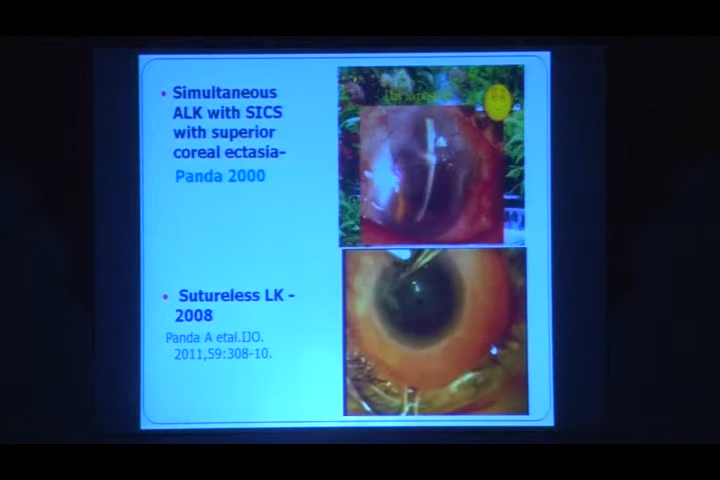 • Simultaneous
ALK with SICS
with superior
coreal ectasia-
Panda 2000
• Sutureless LK -
2008
Panda A etal.IJO.
2011,59:308-10.